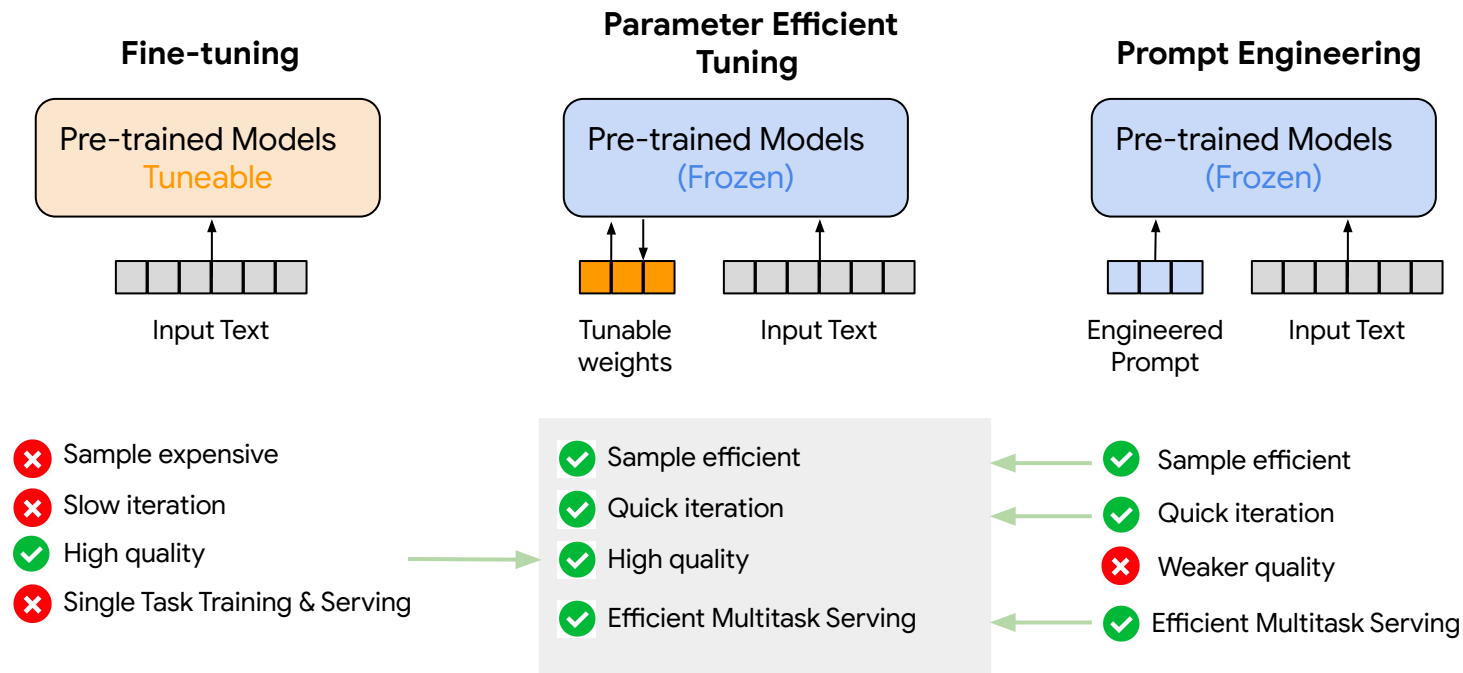 Fine-tuning
Pre-trained Models
Tuneable
Input Text
Sample expensive
Slow iteration
High quality
Single Task Training & Serving
Parameter Efficient
Tuning
Pre-trained Models
(Frozen)
Tunable
weights
Input Text
Sample efficient
Quick iteration
High quality
Efficient Multitask Serving
Prompt Engineering
Pre-trained Models
(Frozen)
Engineered
Prompt
Input Text
Sample efficient
Quick iteration
Weaker quality
Efficient Multitask Serving